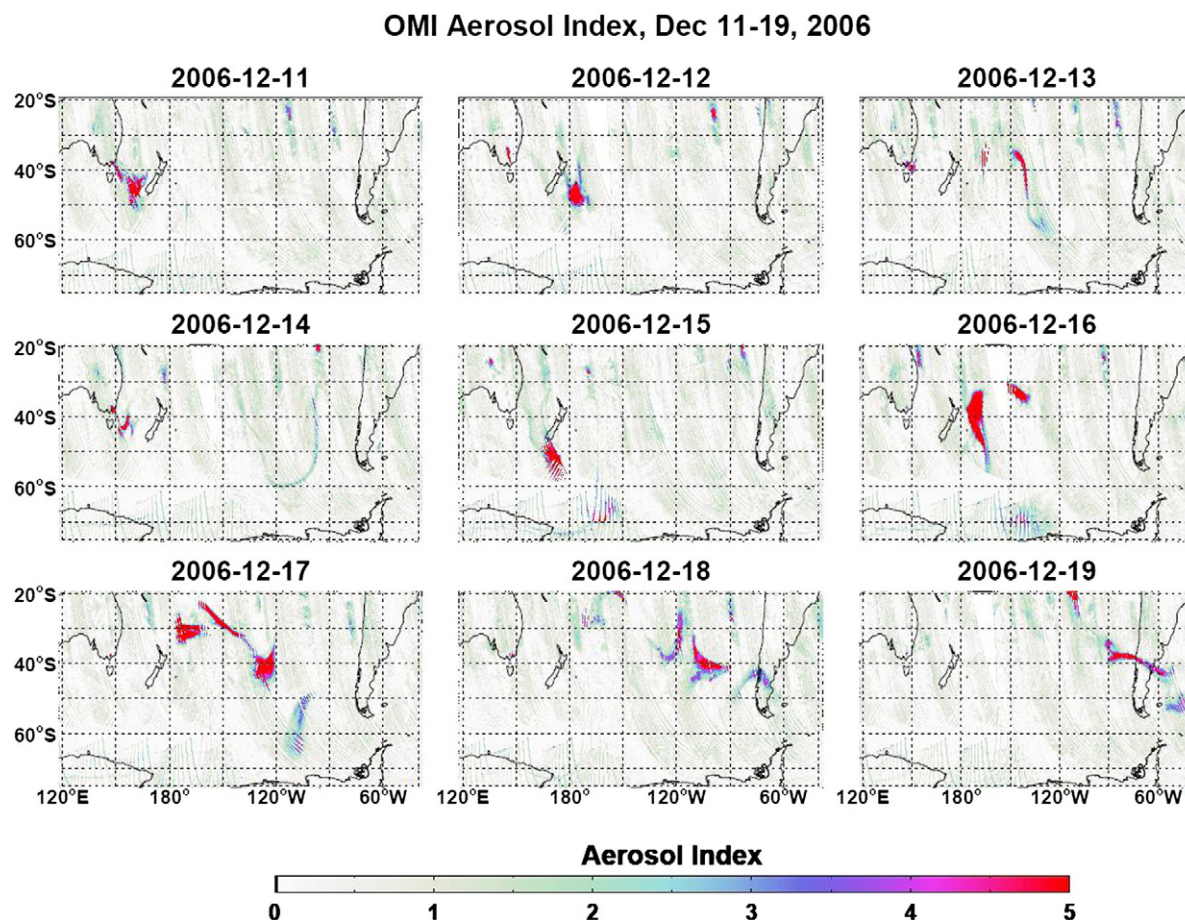 OMI Aerosol Index, Dec 11-19, 2006
2006-12-11 2006-12-12 2006-12-13
20°S
40°S
60°S
2006-12-14 2006-12-15 2006-12-16
20°S
40°S
60°S
2006-12-17 2006-12-18 2006-12-19
20°S
40°S
60°S
120°E 180° 120°W 60°W 120°E 180° 120°W 60°W 120°E 180° 120°W 60°W
Aerosol Index
0 1 2 3 4 5